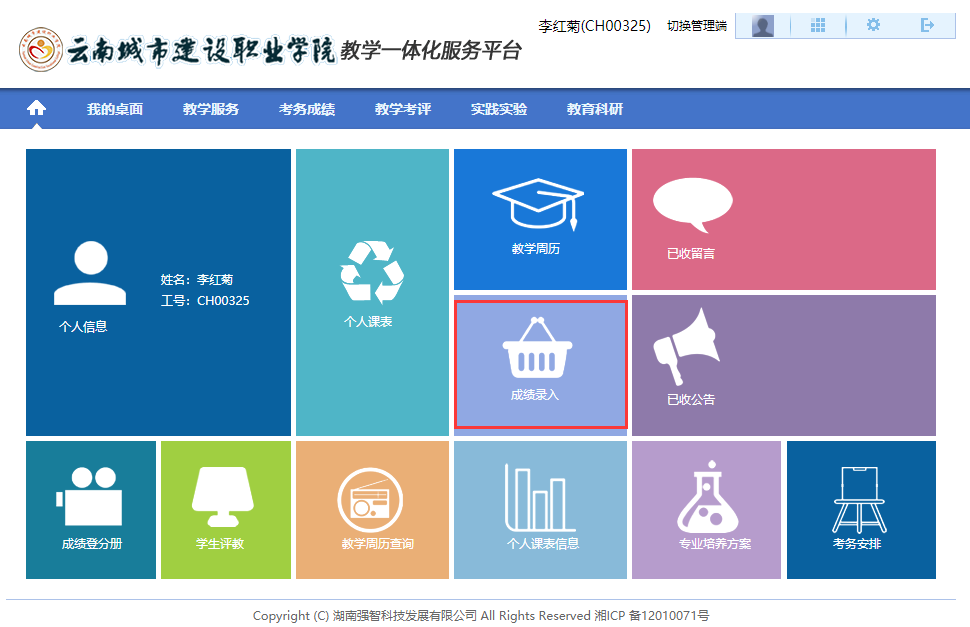 李红菊(CH00325) 切换管理端
云南城市建设职业学院 教学一体化服务平台
我的桌面 教学服务 考务成绩 教学考评 实践实验 教育科研
姓名：李红菊
工号：CH00325
个人信息
个人课表
教学周历
已收留言
成绩录入
已收公告
成绩登分册
学生评教
教学周历查询
个人课表信息
专业培养方案
考务安排
Copyright (C) 湖南强智科技发展有限公司 All Rights Reserved 湘ICP 备12010071号